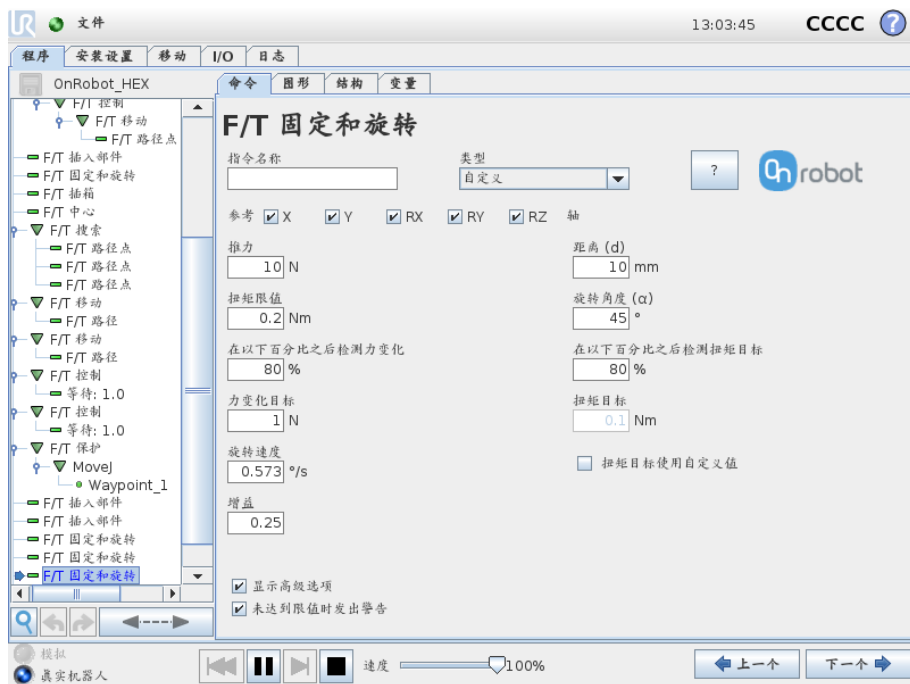 文件 13:03:45 CCCC ?
程序 安装设置 移动 I/O 日志
OnRobot_HEX
命令 图形 结构 变量
F/T 控制
F/T 移动
F/T 路径点
F/T 插入部件
F/T 固定和旋转
F/T 插箱
F/T 中心
F/T 搜索
F/T 路径点
F/T 路径点
F/T 路径点
F/T 移动
F/T 路径
F/T 移动
F/T 路径
F/T 控制
等待: 1.0
F/T 控制
等待: 1.0
F/T 保护
MoveJ
Waypoint_1
F/T 插入部件
F/T 插入部件
F/T 固定和旋转
F/T 固定和旋转
F/T 固定和旋转
F/T 固定和旋转
指令名称 类型
自定义 ? On robot
参考 X Y RX RY RZ 轴
推力 距离 (d)
10 N 10 mm
扭矩限值 旋转角度 (α)
0.2 Nm 45 °
在以下百分比之后检测力变化 在以下百分比之后检测扭矩目标
80 % 80 %
力变化目标 扭矩目标
1 N 0.1 Nm
旋转速度
0.573 °/s 扭矩目标使用自定义值
增益
0.25
显示高级选项
未达到限值时发出警告
模拟
真实机器人
速度 100%
上一个 下一个